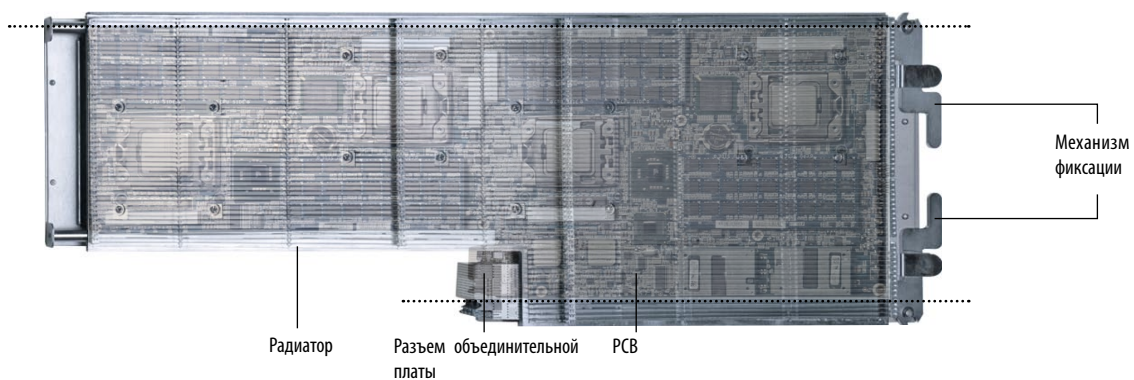 Механизм
фиксации
Радиатор
Разъем объединительной
платы
PCB